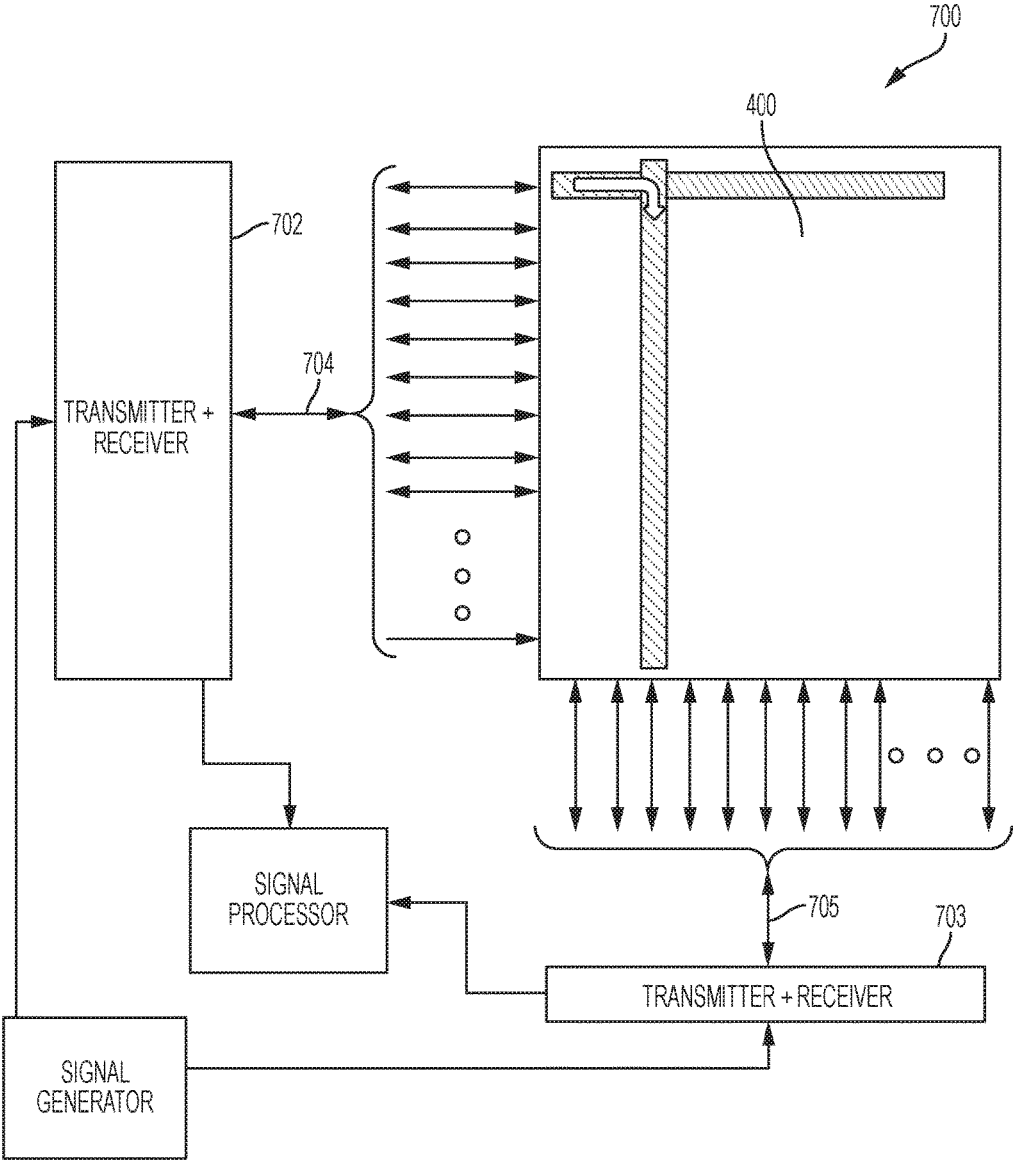 700
400
702
704
TRANSMITTER +
RECEIVER
SIGNAL
PROCESSOR
705
703
TRANSMITTER + RECEIVER
SIGNAL
GENERATOR